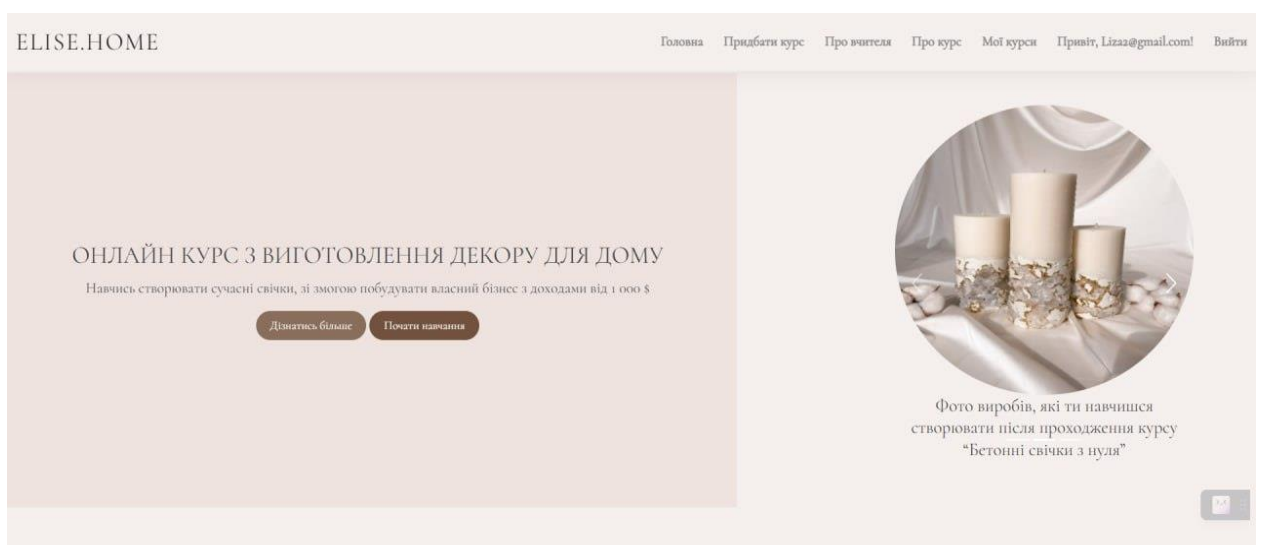 ELISE.HOME
Головна Придбати курс Про вчителя Про курс Мої курси Привіт, Lizaa@gmail.com! Вийти
ОНЛАЙН КУРС З ВИГОТОВЛЕННЯ ДЕКОРУ ДЛЯ ДОМУ
Навчись створювати сучасні свічки, зі змогою побудувати власний бізнес з доходами від 1 000 $
Дізнатись більше Почати навчання
Фото виробів, які ти навчишся
створювати після проходження курсу
“Бетонні свічки з нуля”